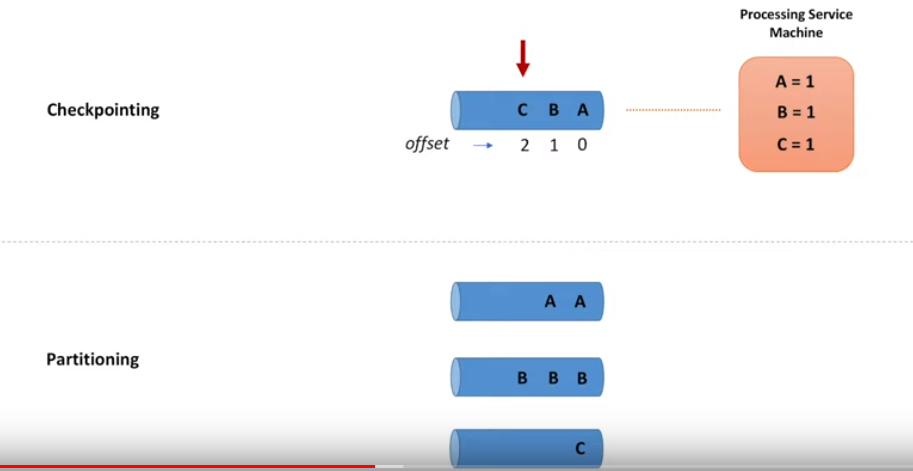 Processing Service
Machine
A = 1
B = 1
C = 1
Checkpointing
C B A
offset
2 1 0
A A
Partitioning
B B B
C